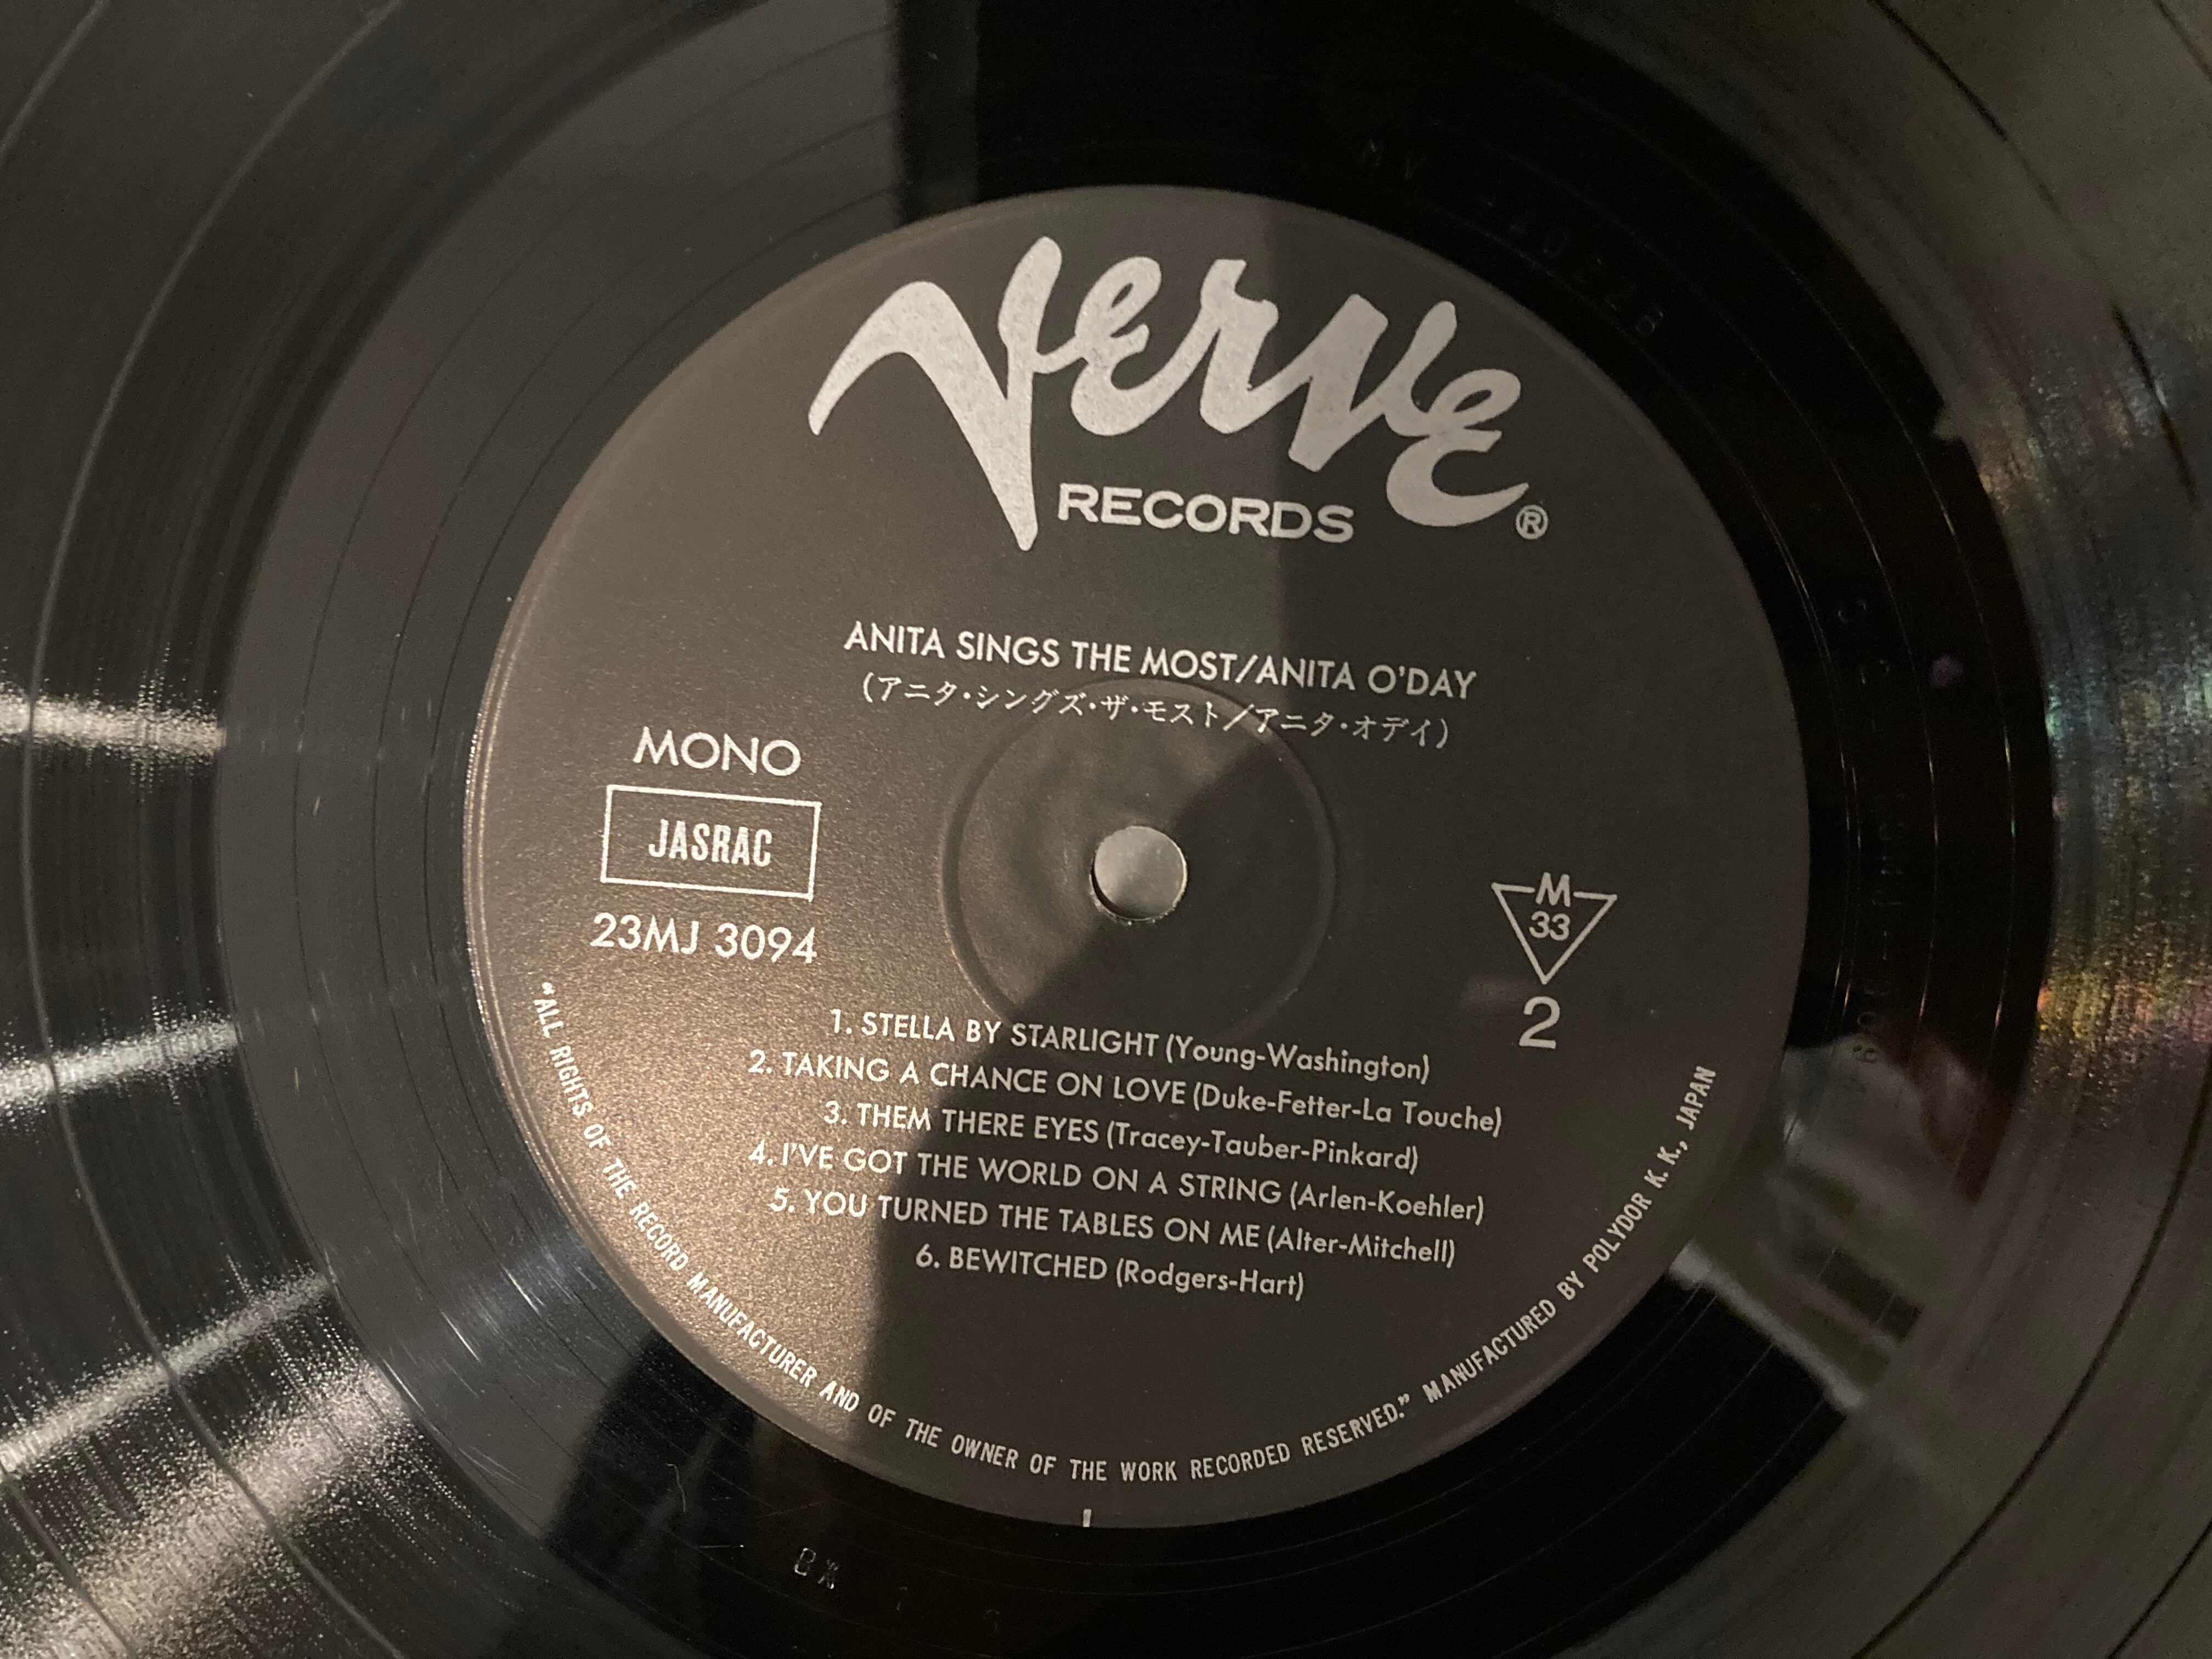 Verve
RECORDS ®
ANITA SINGS THE MOST/ANITA O'DAY
(アニタ・シングズ・ザ・モスト/アニタ・オデイ)
MONO
JASRAC
23MJ 3094
M
33
2
1. STELLA BY STARLIGHT (Young-Washington)
2. TAKING A CHANCE ON LOVE (Duke-Fetter-La Touche)
3. THEM THERE EYES (Tracey-Tauber-Pinkard)
4. I'VE GOT THE WORLD ON A STRING (Arlen-Koehler)
5. YOU TURNED THE TABLES ON ME (Alter-Mitchell)
6. BEWITCHED (Rodgers-Hart)
"ALL RIGHTS OF THE RECORD MANUFACTURER AND OF THE OWNER OF THE WORK RECORDED RESERVED." MANUFACTURED BY POLYDOR K. K., JAPAN